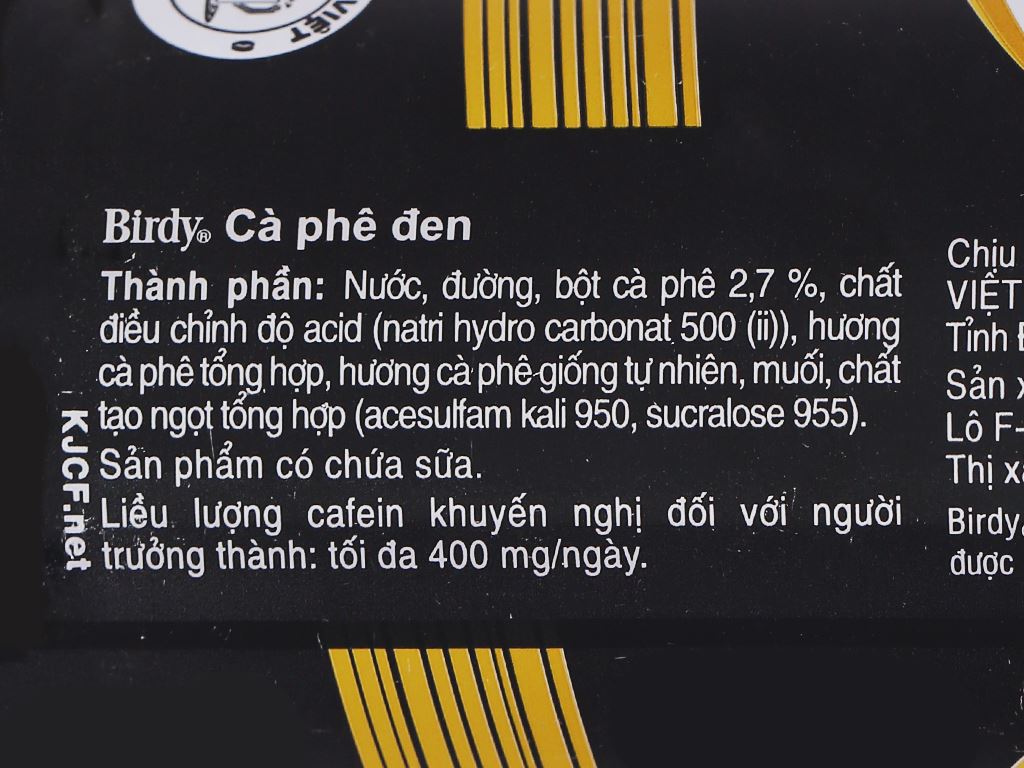 VIỆT
Birdy® Cà phê đen
Thành phần: Nước, đường, bột cà phê 2,7 %, chất
điều chỉnh độ acid (natri hydro carbonat 500 (ii)), hương
cà phê tổng hợp, hương cà phê giống tự nhiên, muối, chất
tạo ngọt tổng hợp (acesulfam kali 950, sucralose 955).
Sản phẩm có chứa sữa.
Liều lượng cafein khuyến nghị đối với người
trưởng thành: tối đa 400 mg/ngày.
KJCF.net
Chịu
VIỆT
Tỉnh
Sản
Lô F-
Thị xã
Birdy
được